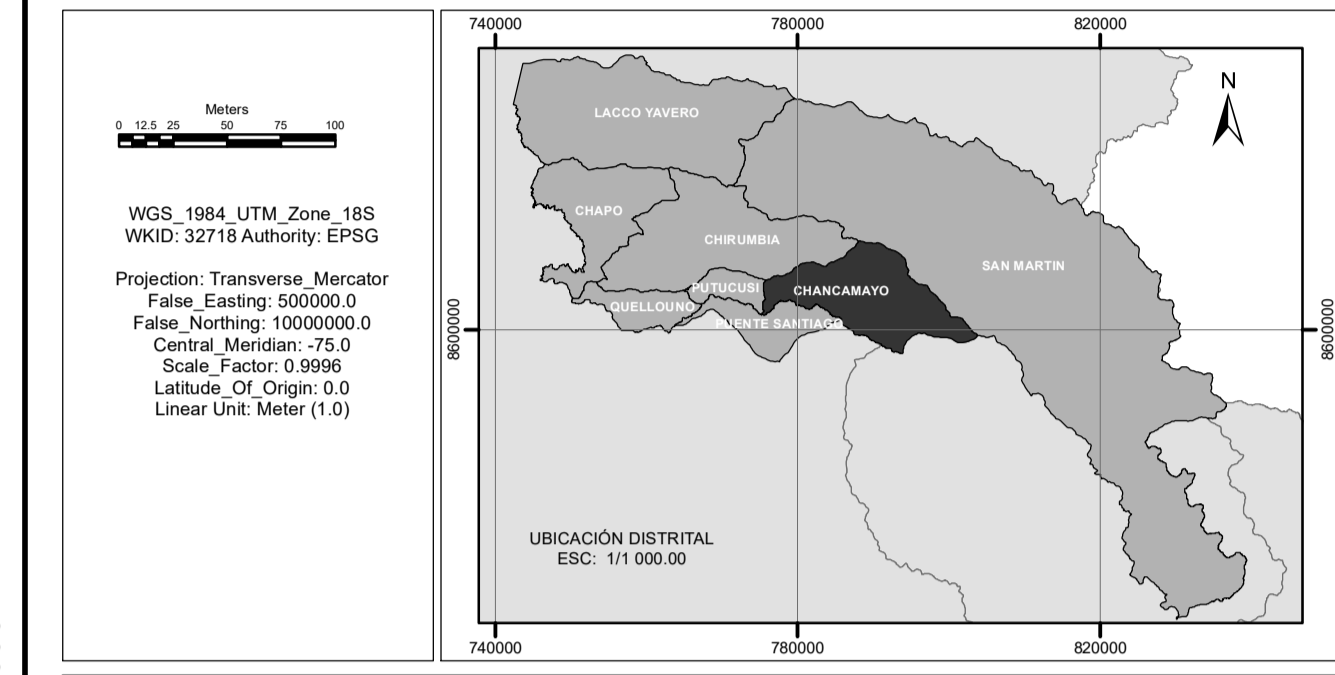 Meters
0 12.5 25 50 75 100
WGS_1984_UTM_Zone_18S
WKID: 32718 Authority: EPSG
Projection: Transverse_Mercator
False_Easting: 500000.0
False_Northing: 10000000.0
Central_Meridian: -75.0
Scale_Factor: 0.9996
Latitude_Of_Origin: 0.0
Linear Unit: Meter (1.0)
740000 780000 820000
N
LACCO YAVERO
CHAPO
CHIRUMBIA
SAN MARTIN
PUTUCUSI
CHANCAMAYO
QUELLOUNO
PUENTE SANTIAGO
8600000 8600000
UBICACIÓN DISTRITAL
ESC: 1/1 000.00
740000 780000 820000